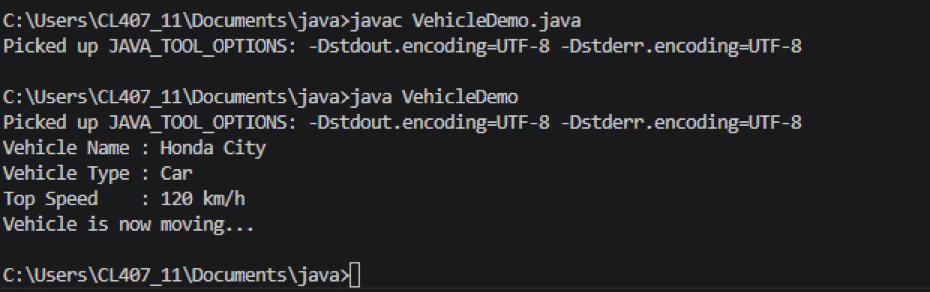 C:\Users\CL407_11\Documents\java>javac VehicleDemo.java
Picked up JAVA_TOOL_OPTIONS: -Dstdout.encoding=UTF-8 -Dstderr.encoding=UTF-8
C:\Users\CL407_11\Documents\java>java VehicleDemo
Picked up JAVA_TOOL_OPTIONS: -Dstdout.encoding=UTF-8 -Dstderr.encoding=UTF-8
Vehicle Name : Honda City
Vehicle Type : Car
Top Speed    : 120 km/h
Vehicle is now moving...
C:\Users\CL407_11\Documents\java>